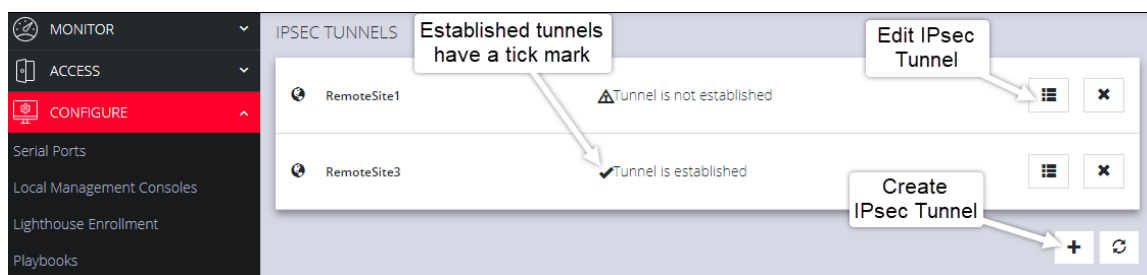 MONITOR
ACCESS
CONFIGURE
Serial Ports
Local Management Consoles
Lighthouse Enrollment
Playbooks
IPSEC TUNNELS
Established tunnels
have a tick mark
Edit IPsec
Tunnel
RemoteSite1
Tunnel is not established
RemoteSite3
Tunnel is established
Create
IPsec Tunnel